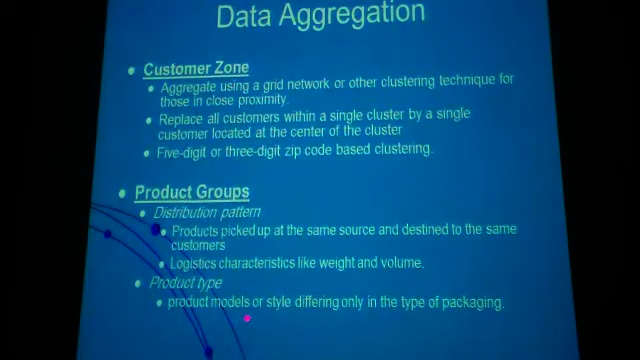 Data Aggregation
• Customer Zone
• Aggregate using a grid network or other clustering technique for
those in close proximity.
• Replace all customers within a single cluster by a single
customer located at the center of the cluster
• Five-digit or three-digit zip code based clustering.
• Product Groups
• Distribution pattern
• Products picked up at the same source and destined to the same
customers
• Logistics characteristics like weight and volume.
• Product type
• product models or style differing only in the type of packaging.